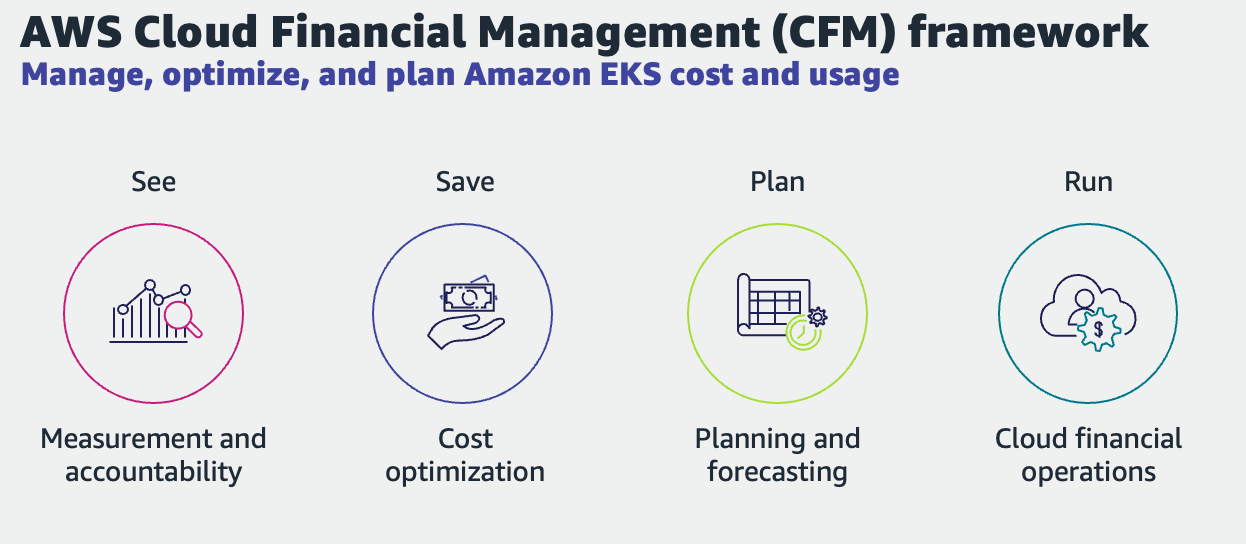 AWS Cloud Financial Management (CFM) framework
Manage, optimize, and plan Amazon EKS cost and usage
See
Save
Plan
Run
$
Measurement and
accountability
Cost
optimization
Planning and
forecasting
Cloud financial
operations